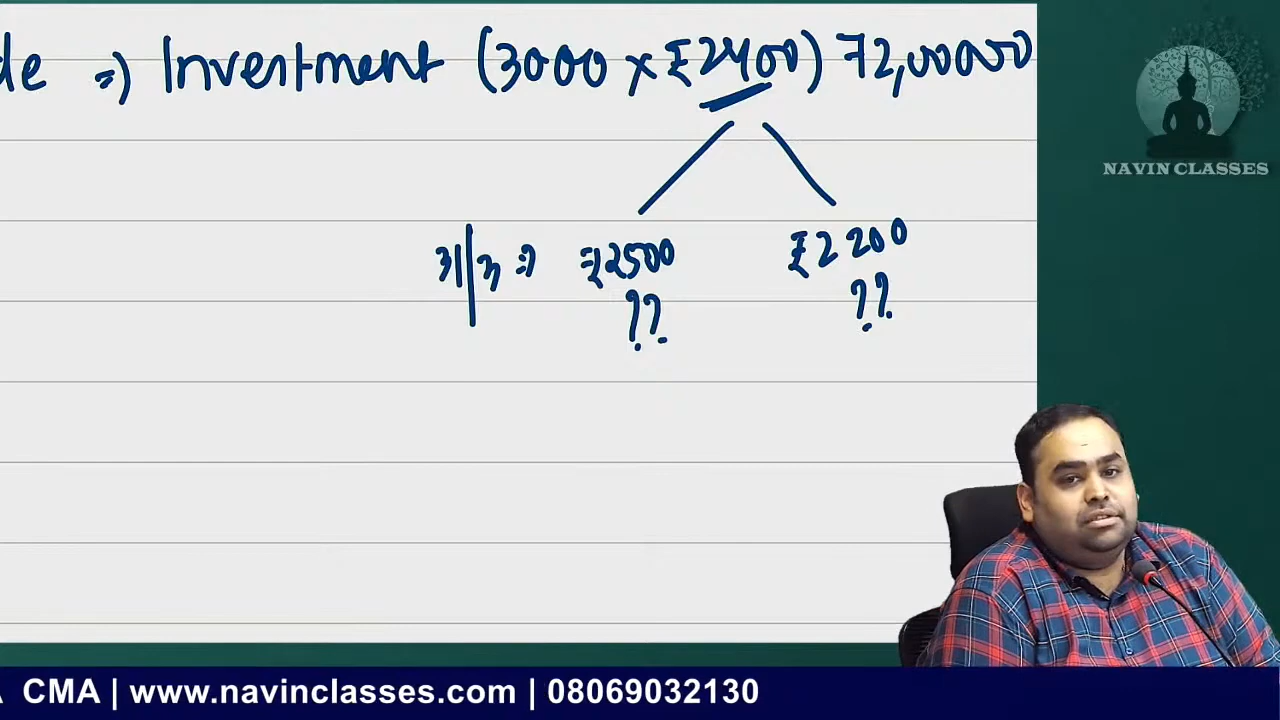 de => Investment (3000 x ₹2400) 72,00000
NAVIN CLASSES
31/3 => ₹2500 ₹2200
?? ??
CMA | www.navinclasses.com | 08069032130